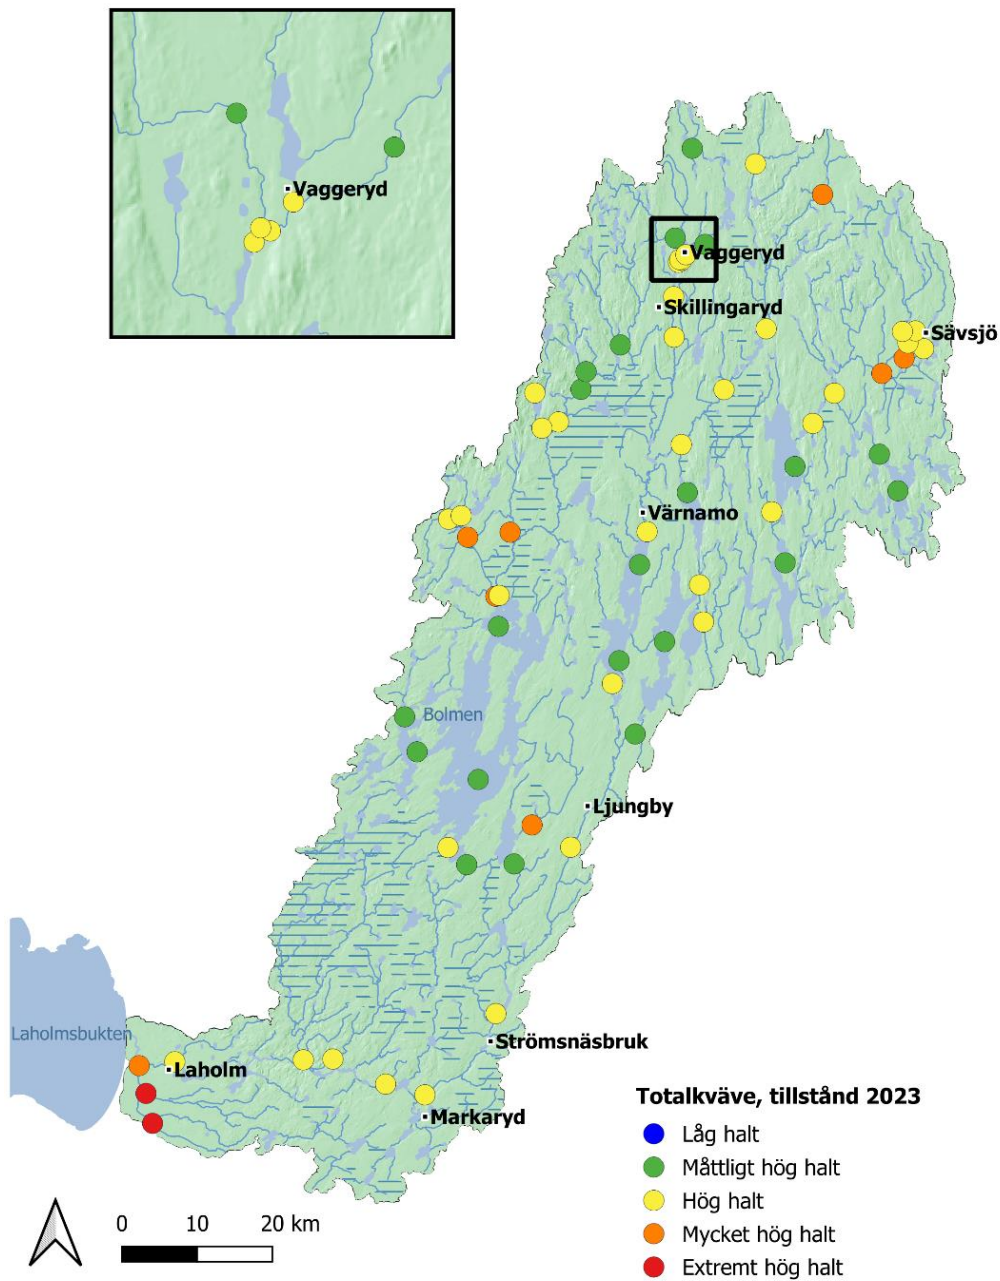 Vaggeryd
Vaggeryd
Skillingaryd
Sävsjö
Värnamo
Bolmen
Ljungby
Laholmsbukten
Strömsnäsbruk
Laholm
Markaryd
Totalkväve, tillstånd 2023
Låg halt
Måttligt hög halt
Hög halt
Mycket hög halt
Extremt hög halt
0 10 20 km